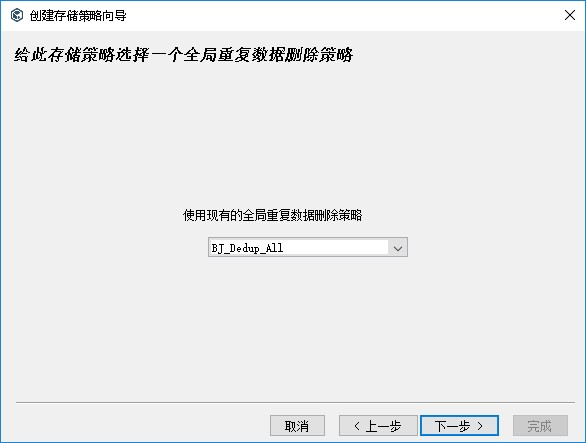 创建存储策略向导
给此存储策略选择一个全局重复数据删除策略
使用现有的全局重复数据删除策略
BJ_Dedup_All
取消
< 上一步
下一步 >
完成